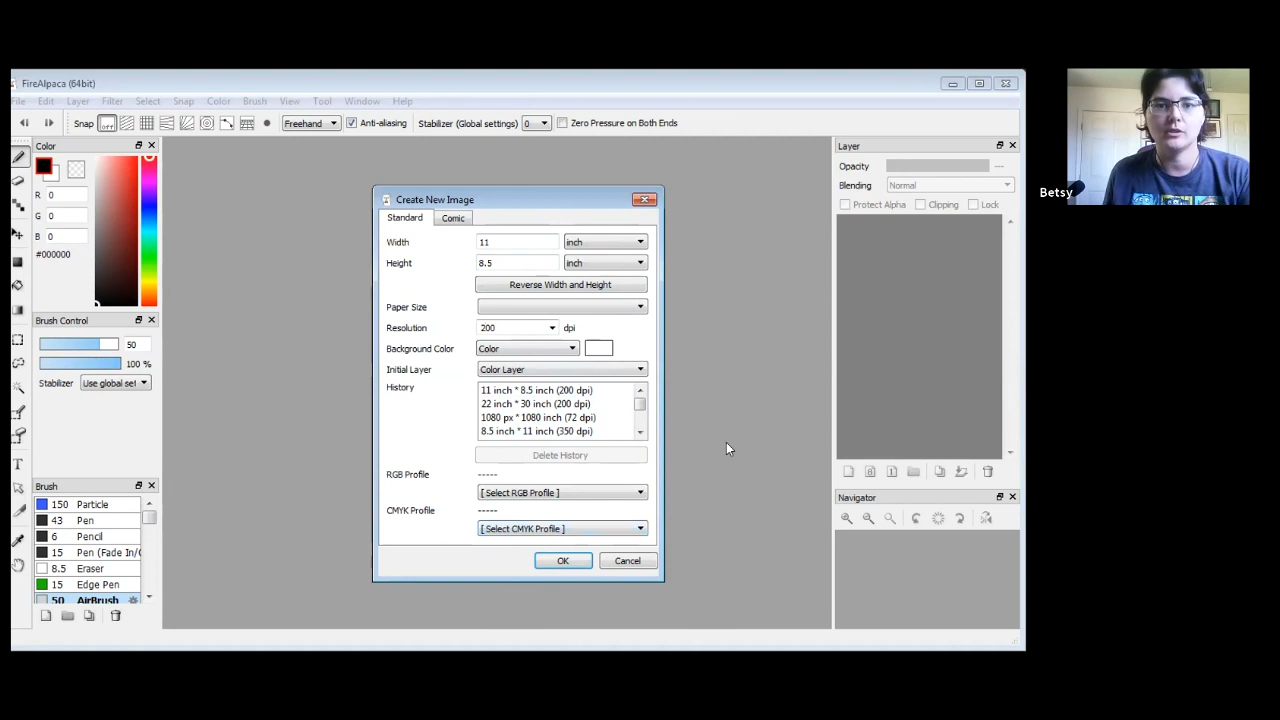 FireAlpaca (64bit)
File Edit Layer Filter Select Snap Color Brush View Tool Window Help
Snap off Freehand Anti-aliasing Stabilizer (Global settings) 0 Zero Pressure on Both Ends
Color
R 0
G 0
B 0
#000000
Brush Control
50
100 %
Stabilizer Use global set
Brush
150 Particle
43 Pen
6 Pencil
15 Pen (Fade In/O
8.5 Eraser
15 Edge Pen
50 AirBrush
Create New Image
Standard Comic
Width 11 inch
Height 8.5 inch
Reverse Width and Height
Paper Size
Resolution 200 dpi
Background Color Color
Initial Layer Color Layer
History
11 inch * 8.5 inch (200 dpi)
22 inch * 30 inch (200 dpi)
1080 px * 1080 inch (72 dpi)
8.5 inch * 11 inch (350 dpi)
Delete History
RGB Profile -----
[ Select RGB Profile ]
CMYK Profile -----
[ Select CMYK Profile ]
OK Cancel
Layer
Opacity ---
Blending Normal
Protect Alpha Clipping Lock
Navigator
Betsy